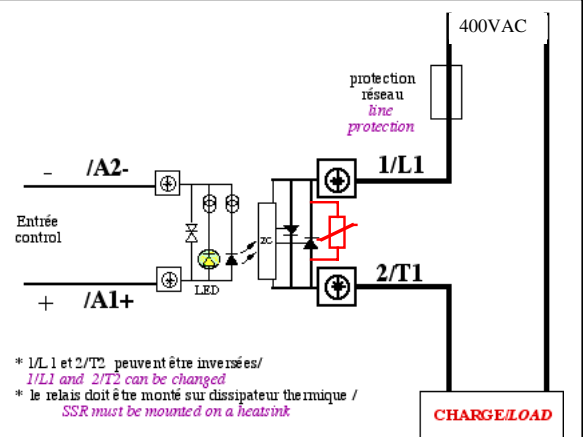 400VAC
protection
réseau
line
protection
- /A2-
1/L1
Entrée
control
ZC
LED
+ /A1+
2/T1
* 1/L1 et 2/T2 peuvent être inversées/
1/L1 and 2/T2 can be changed
* le relais doit être monté sur dissipateur thermique /
SSR must be mounted on a heatsink
CHARGE/LOAD